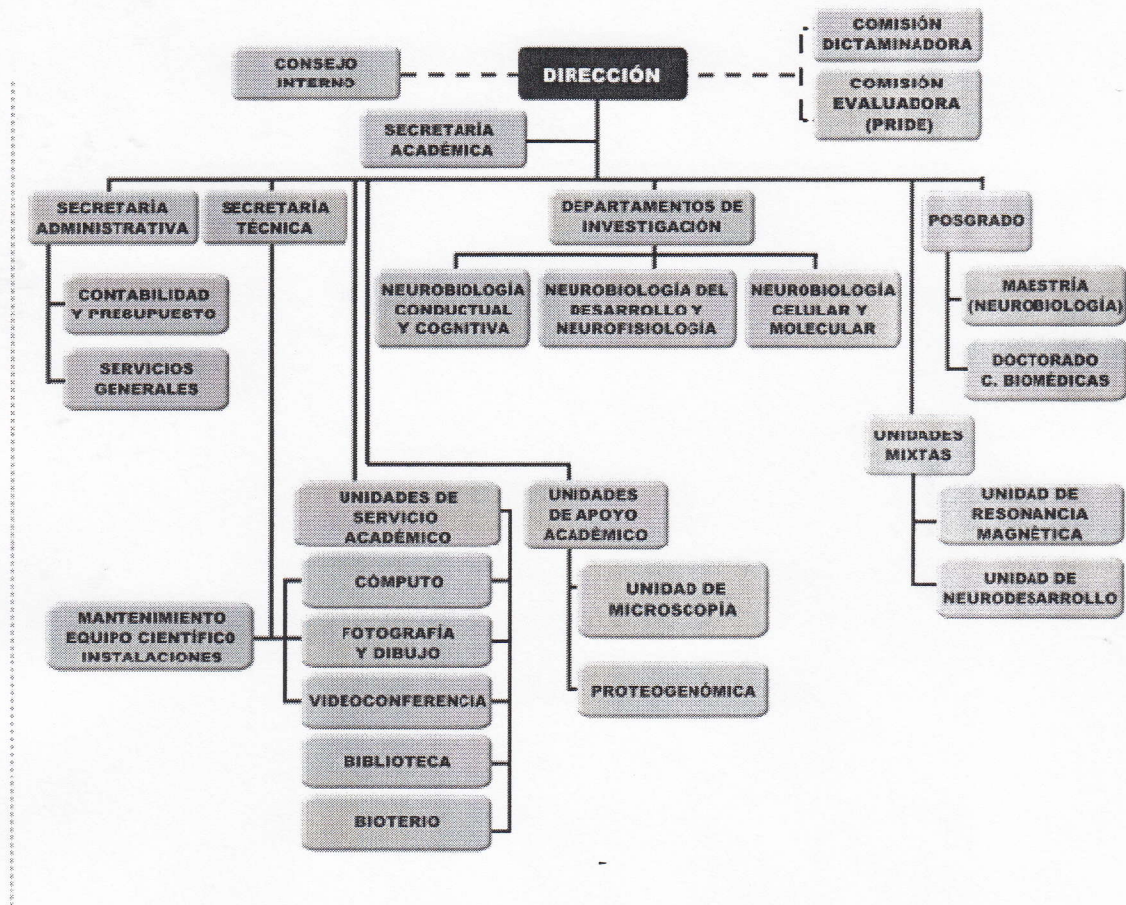 CONSEJO
INTERNO
DIRECCIÓN
COMISIÓN
DICTAMINADORA
COMISIÓN
EVALUADORA
(PRIDE)
SECRETARÍA
ACADÉMICA
SECRETARÍA
ADMINISTRATIVA
SECRETARÍA
TÉCNICA
DEPARTAMENTOS DE
INVESTIGACIÓN
POSGRADO
CONTABILIDAD
Y PRESUPUESTO
SERVICIOS
GENERALES
NEUROBIOLOGÍA
CONDUCTUAL
Y COGNITIVA
NEUROBIOLOGÍA DEL
DESARROLLO Y
NEUROFISIOLOGÍA
NEUROBIOLOGÍA
CELULAR Y
MOLECULAR
MAESTRÍA
(NEUROBIOLOGÍA)
DOCTORADO
C. BIOMÉDICAS
UNIDADES
MIXTAS
UNIDAD DE
RESONANCIA
MAGNÉTICA
UNIDAD DE
NEURODESARROLLO
UNIDADES DE
SERVICIO
ACADÉMICO
UNIDADES
DE APOYO
ACADÉMICO
CÓMPUTO
FOTOGRAFÍA
Y DIBUJO
VIDEOCONFERENCIA
BIBLIOTECA
BIOTERIO
MANTENIMIENTO
EQUIPO CIENTÍFICO
INSTALACIONES
UNIDAD DE
MICROSCOPÍA
PROTEOGENÓMICA